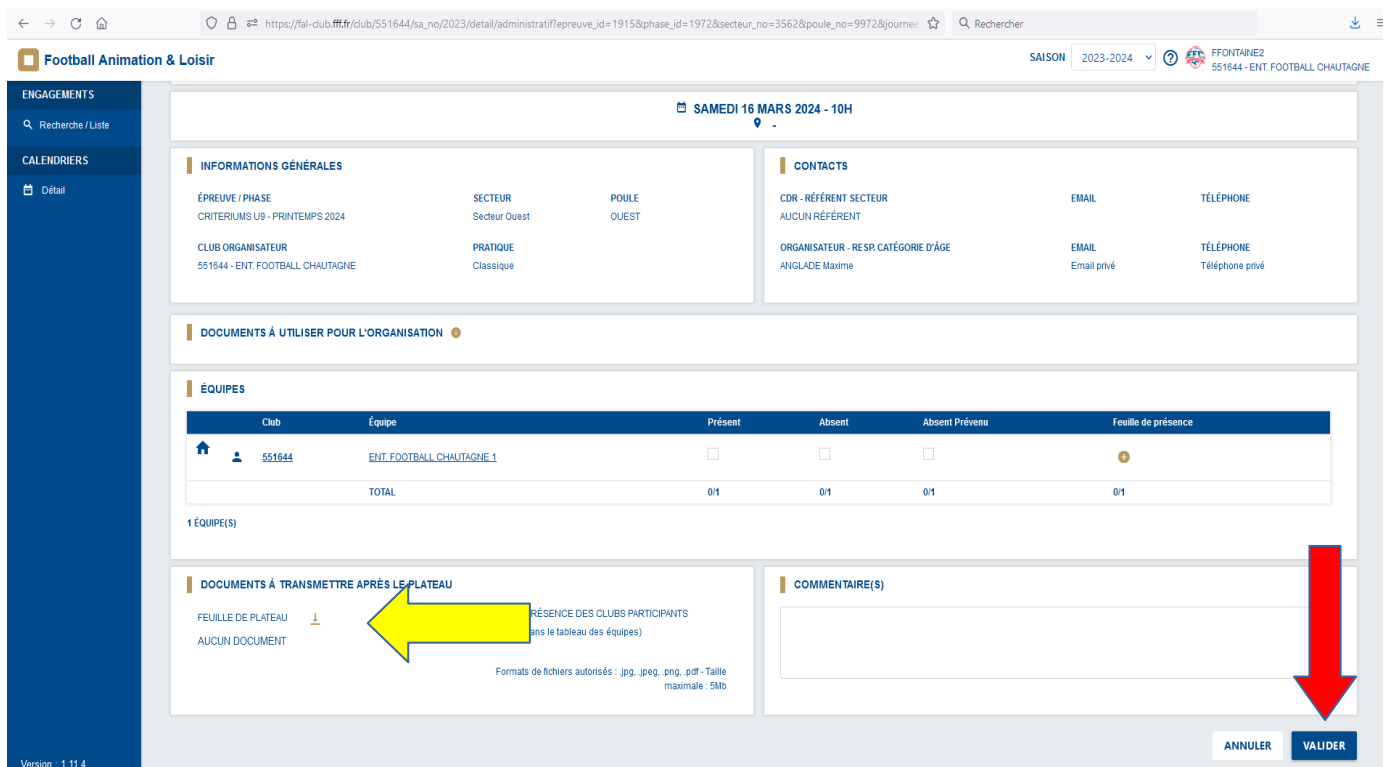 https://fal-club.fff.fr/club/551644/sa_no/2023/detail/administratif?epreuve_id=1915&phase_id=1972&secteur_no=3562&poule_no=9972&journee_
Rechercher
Football Animation & Loisir
SAISON
2023-2024
FFONTAINE2
551644 - ENT. FOOTBALL CHAUTAGNE
ENGAGEMENTS
Recherche / Liste
CALENDRIERS
Détail
SAMEDI 16 MARS 2024 - 10H
-
INFORMATIONS GÉNÉRALES
ÉPREUVE / PHASE SECTEUR POULE
CRITERIUMS U9 - PRINTEMPS 2024 Secteur Ouest OUEST
CLUB ORGANISATEUR PRATIQUE
551644 - ENT. FOOTBALL CHAUTAGNE Classique
CONTACTS
CDR - RÉFÉRENT SECTEUR EMAIL TÉLÉPHONE
AUCUN RÉFÉRENT
ORGANISATEUR - RESP. CATÉGORIE D'ÂGE EMAIL TÉLÉPHONE
ANGLADE Maxime Email privé Téléphone privé
DOCUMENTS À UTILISER POUR L'ORGANISATION
ÉQUIPES
Club Équipe Présent Absent Absent Prévenu Feuille de présence
551644 ENT. FOOTBALL CHAUTAGNE 1
TOTAL 0/1 0/1 0/1 0/1
1 ÉQUIPE(S)
DOCUMENTS À TRANSMETTRE APRÈS LE PLATEAU
FEUILLE DE PLATEAU
AUCUN DOCUMENT
RÉSENCE DES CLUBS PARTICIPANTS
ans le tableau des équipes)
Formats de fichiers autorisés : .jpg, .jpeg, .png, .pdf - Taille
maximale : 5Mb
COMMENTAIRE(S)
ANNULER
VALIDER
Version : 1.11.4